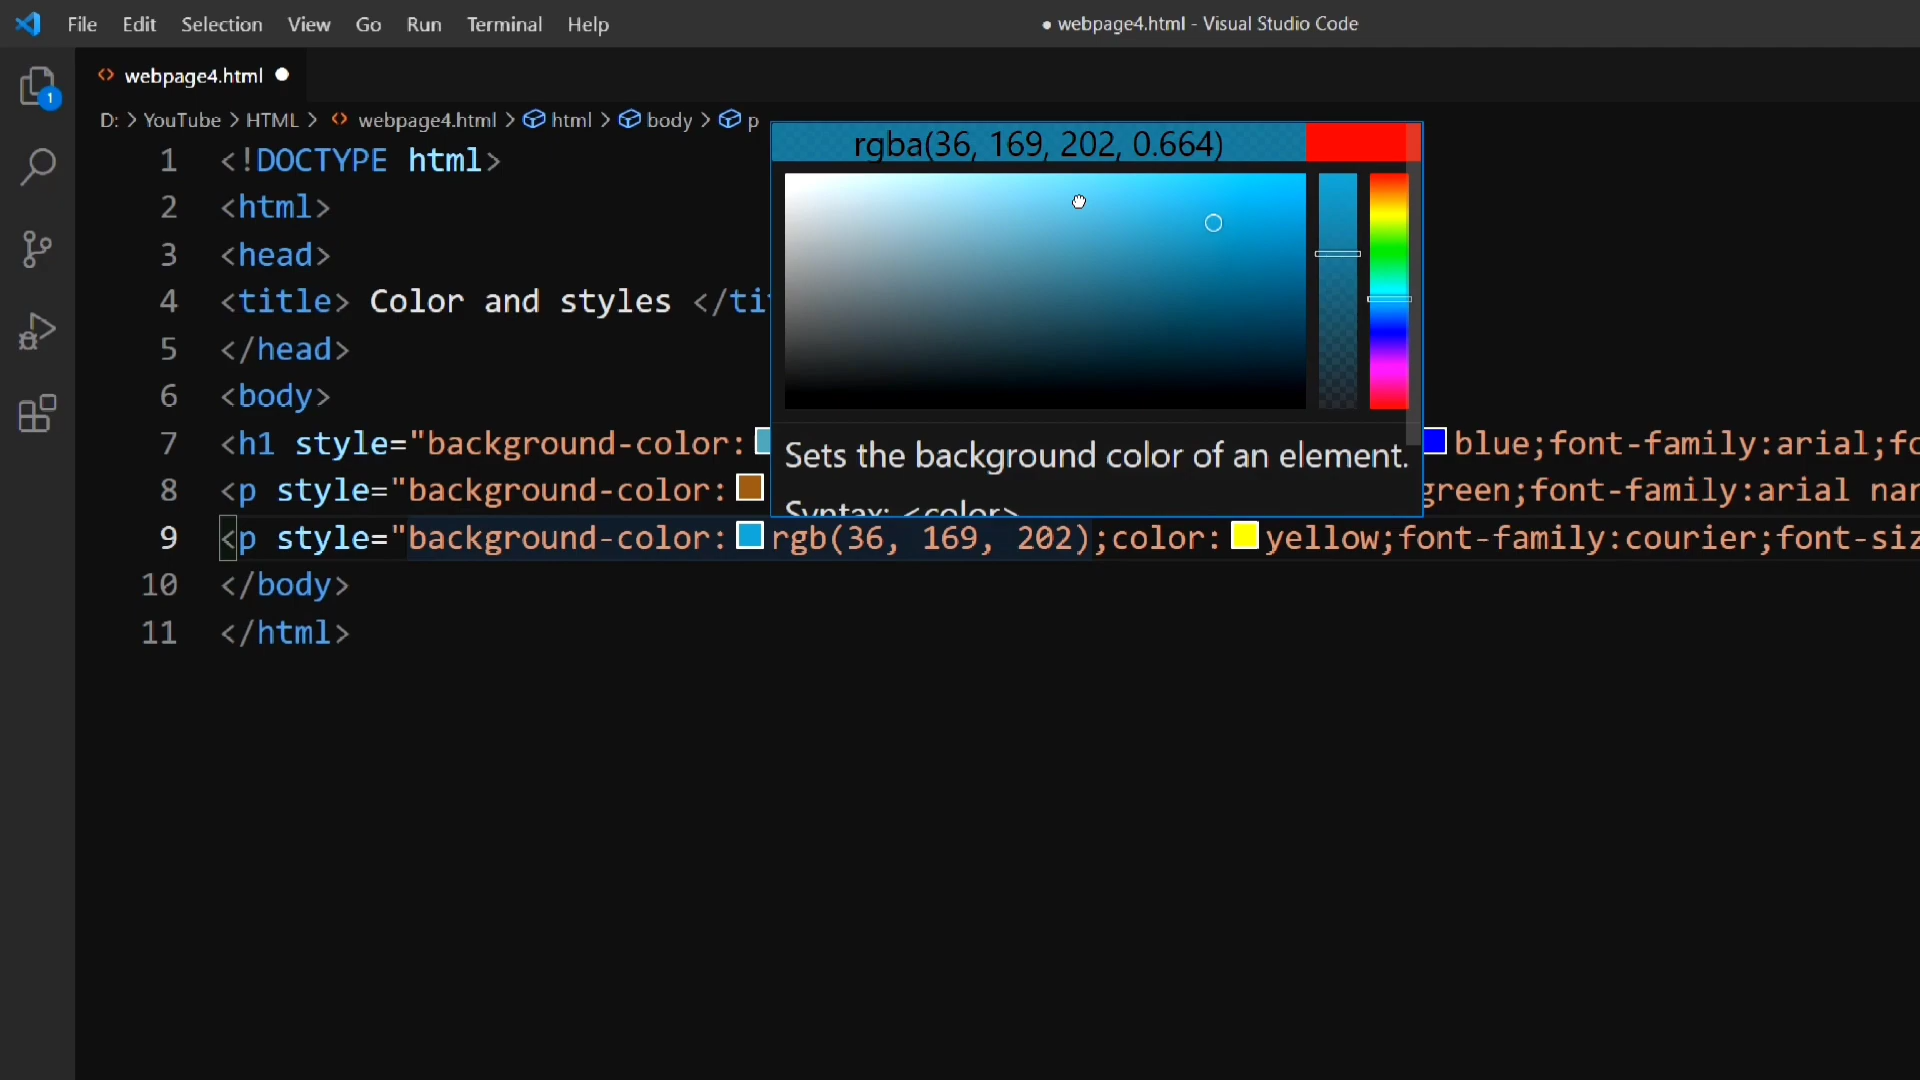 File Edit Selection View Go Run Terminal Help
● webpage4.html - Visual Studio Code
<> webpage4.html ●
1
D: > YouTube > HTML > <> webpage4.html > html > body > p
rgba(36, 169, 202, 0.664)
1 <!DOCTYPE html>
2 <html>
3 <head>
4 <title> Color and styles </ti
5 </head>
6 <body>
7 <h1 style="background-color: blue;font-family:arial;fo
Sets the background color of an element.
8 <p style="background-color: green;font-family:arial nar
Syntax: <color>
9 <p style="background-color: rgb(36, 169, 202);color: yellow;font-family:courier;font-siz
10 </body>
11 </html>